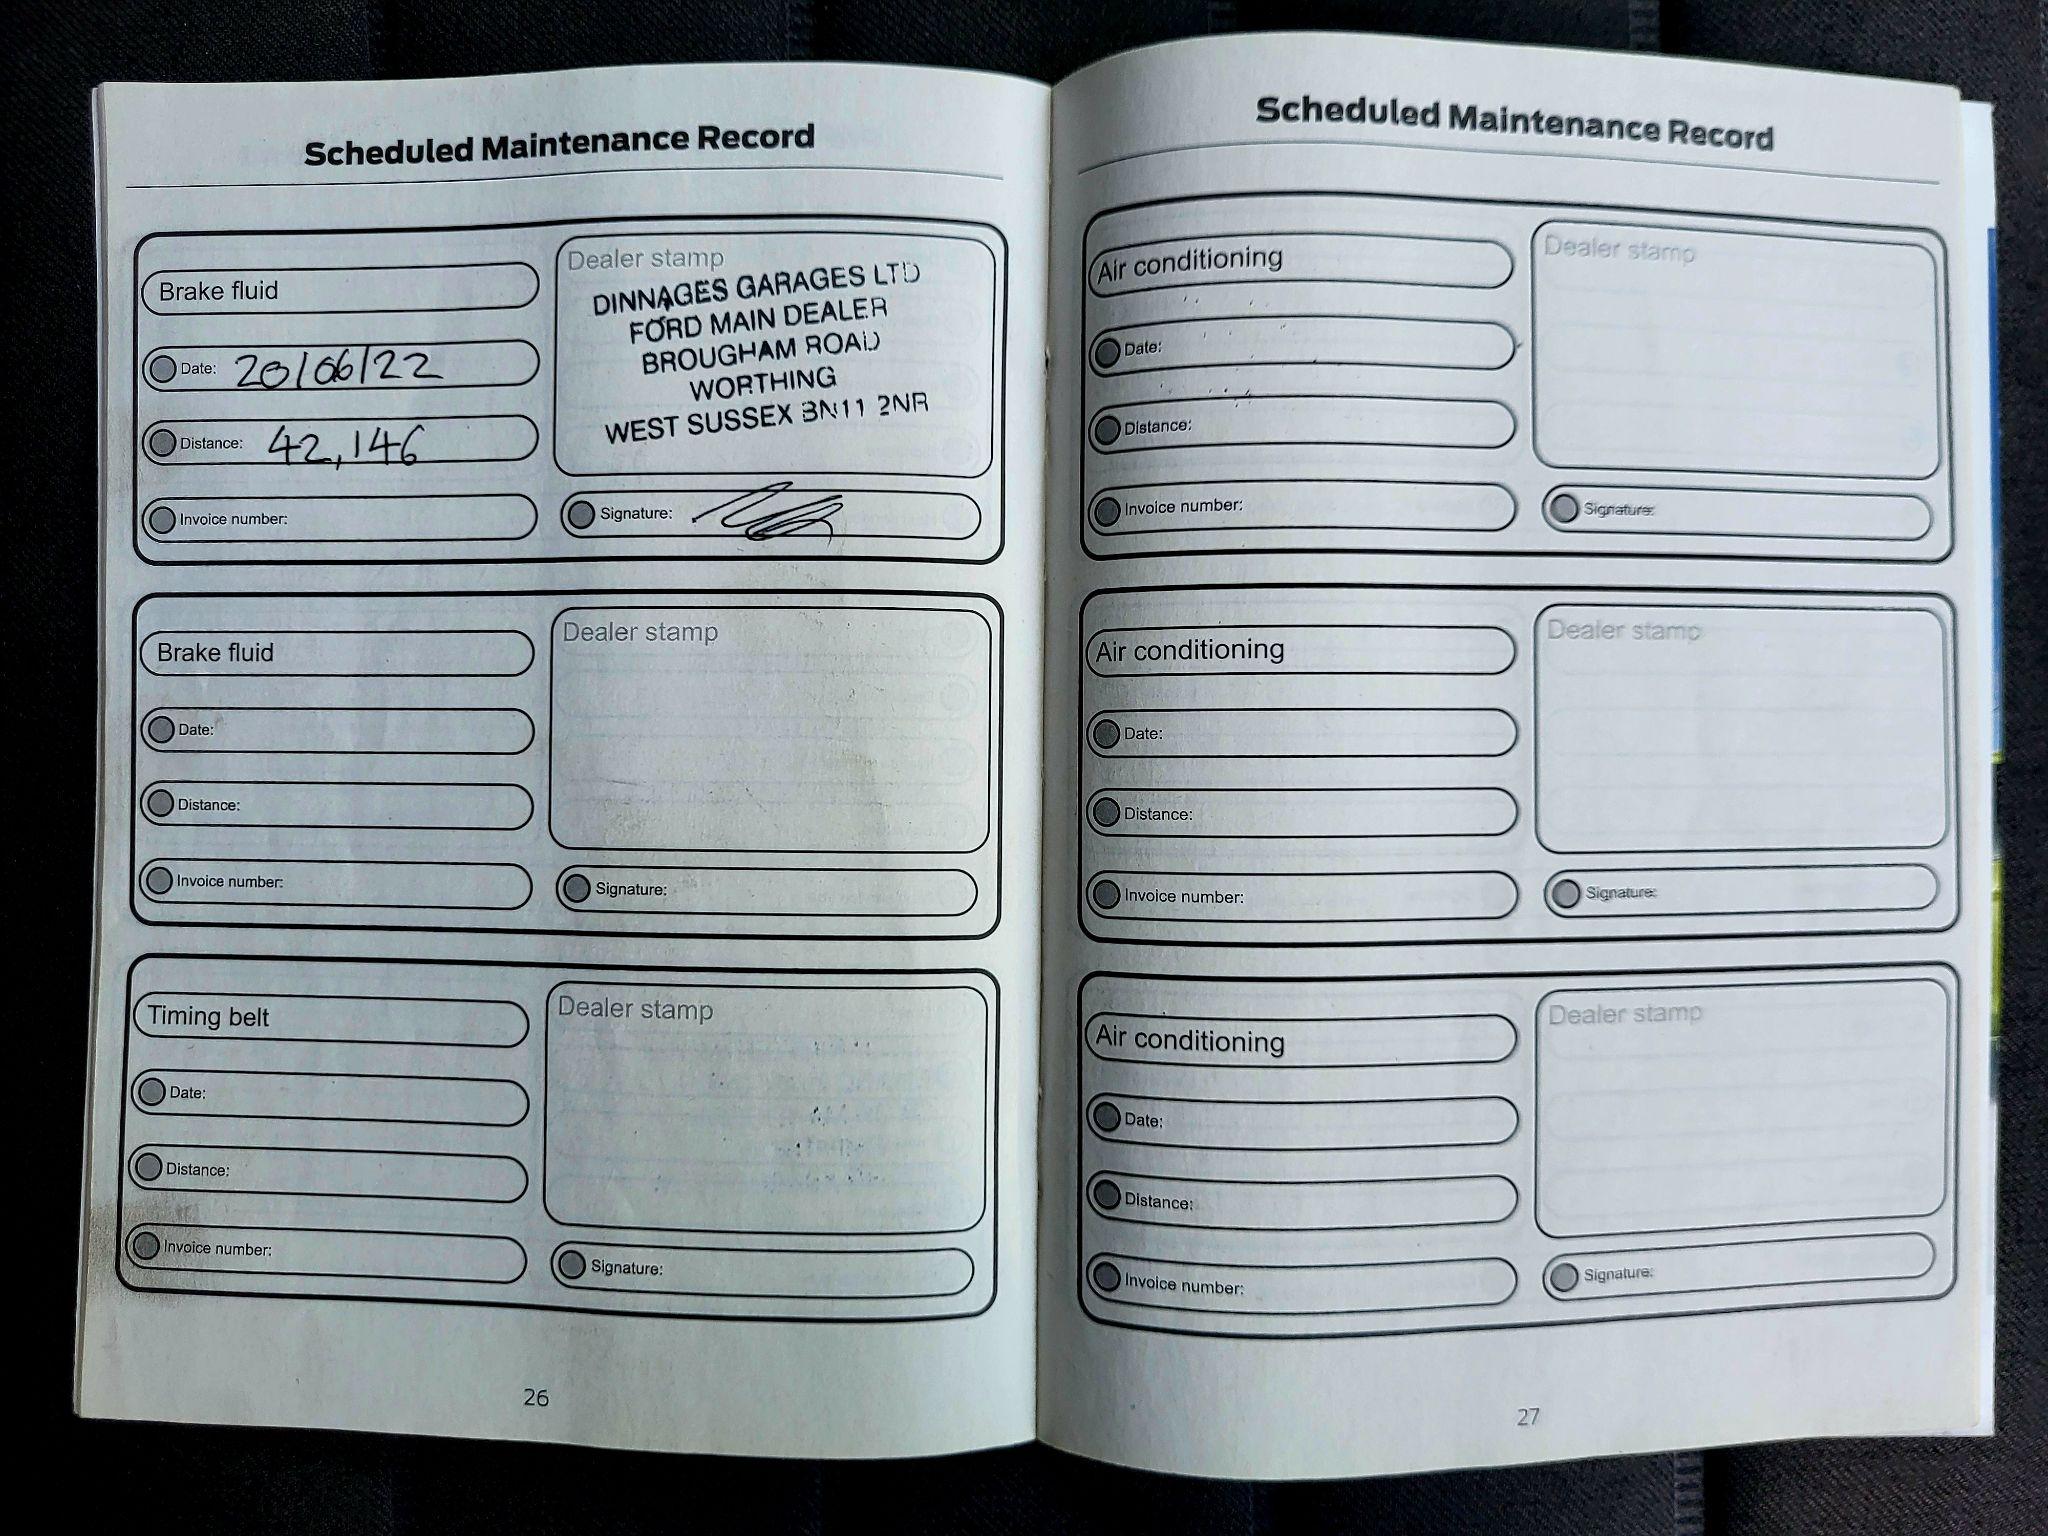 Scheduled Maintenance Record
Brake fluid
Date: 20/06/22
Distance: 42,146
Invoice number:
Dealer stamp
DINNAGES GARAGES LTD
FORD MAIN DEALER
BROUGHAM ROAD
WORTHING
WEST SUSSEX BN11 2NR
Signature:
Brake fluid
Date:
Distance:
Invoice number:
Dealer stamp
Signature:
Timing belt
Date:
Distance:
Invoice number:
Dealer stamp
Signature:
26
Scheduled Maintenance Record
Air conditioning
Date:
Distance:
Invoice number:
Dealer stamp
Signature:
Air conditioning
Date:
Distance:
Invoice number:
Dealer stamp
Signature:
Air conditioning
Date:
Distance:
Invoice number:
Dealer stamp
Signature:
27